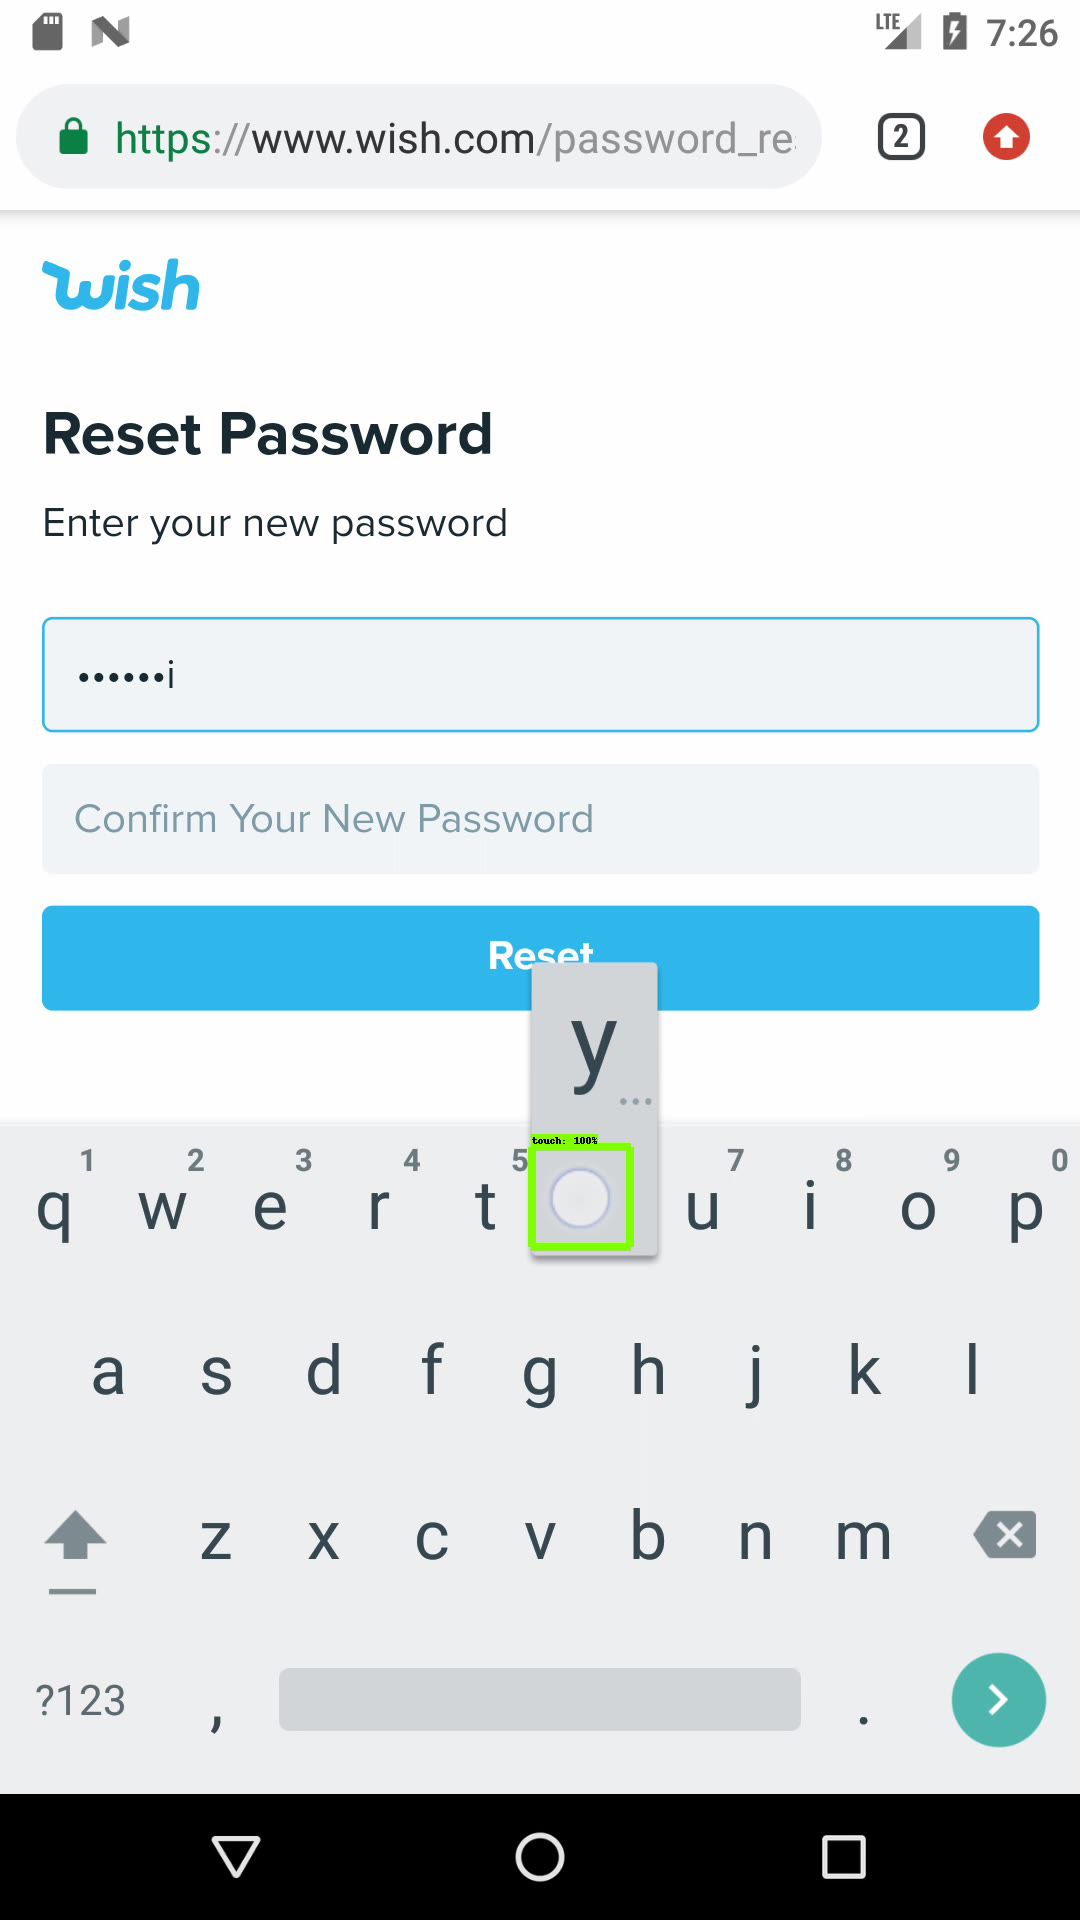 LTE 7:26
https://www.wish.com/password_re
2
wish
Reset Password
Enter your new password
••••••i
Confirm Your New Password
Reset
y
...
touch: 100%
1 2 3 4 5 7 8 9 0
q w e r t u i o p
a s d f g h j k l
z x c v b n m
?123 , .